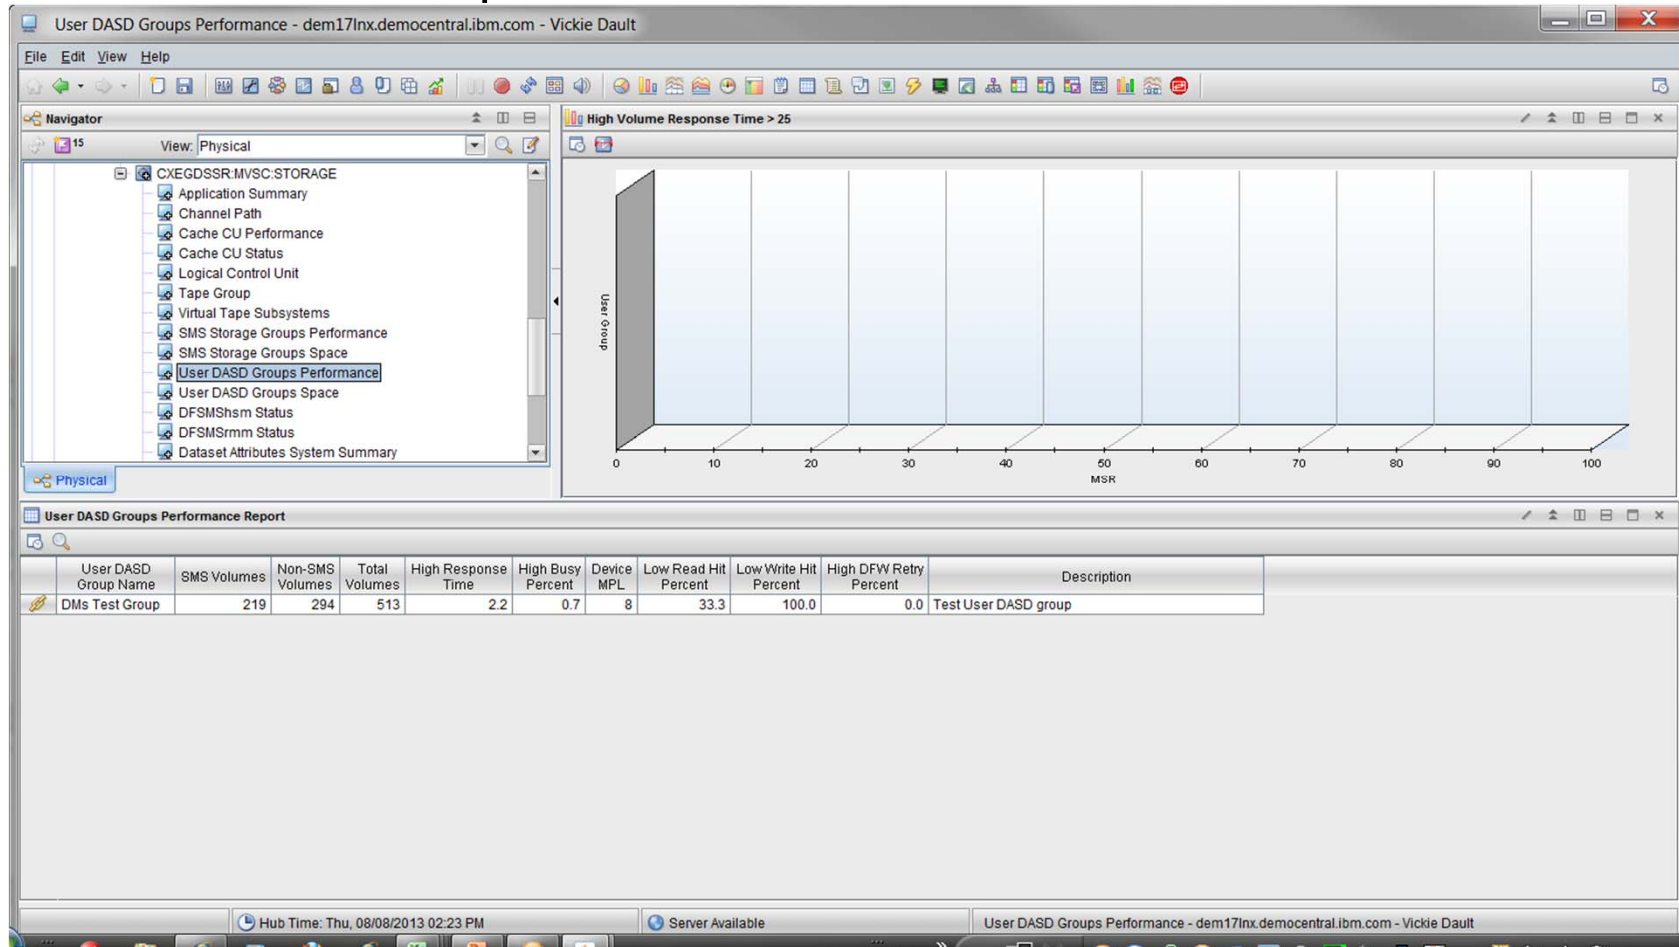 User DASD Groups Performance - dem17lnx.democentral.ibm.com - Vickie Dault
File Edit View Help
Navigator
15 View: Physical
CXEGDSSR:MVSC:STORAGE
Application Summary
Channel Path
Cache CU Performance
Cache CU Status
Logical Control Unit
Tape Group
Virtual Tape Subsystems
SMS Storage Groups Performance
SMS Storage Groups Space
User DASD Groups Performance
User DASD Groups Space
DFSMShsm Status
DFSMSrmm Status
Dataset Attributes System Summary
Physical
High Volume Response Time > 25
User Group
0 10 20 30 40 50 60 70 80 90 100
MSR
User DASD Groups Performance Report
User DASD Group Name SMS Volumes Non-SMS Volumes Total Volumes High Response Time High Busy Percent Device MPL Low Read Hit Percent Low Write Hit Percent High DFW Retry Percent Description
DMs Test Group 219 294 513 2.2 0.7 8 33.3 100.0 0.0 Test User DASD group
Hub Time: Thu, 08/08/2013 02:23 PM
Server Available
User DASD Groups Performance - dem17lnx.democentral.ibm.com - Vickie Dault